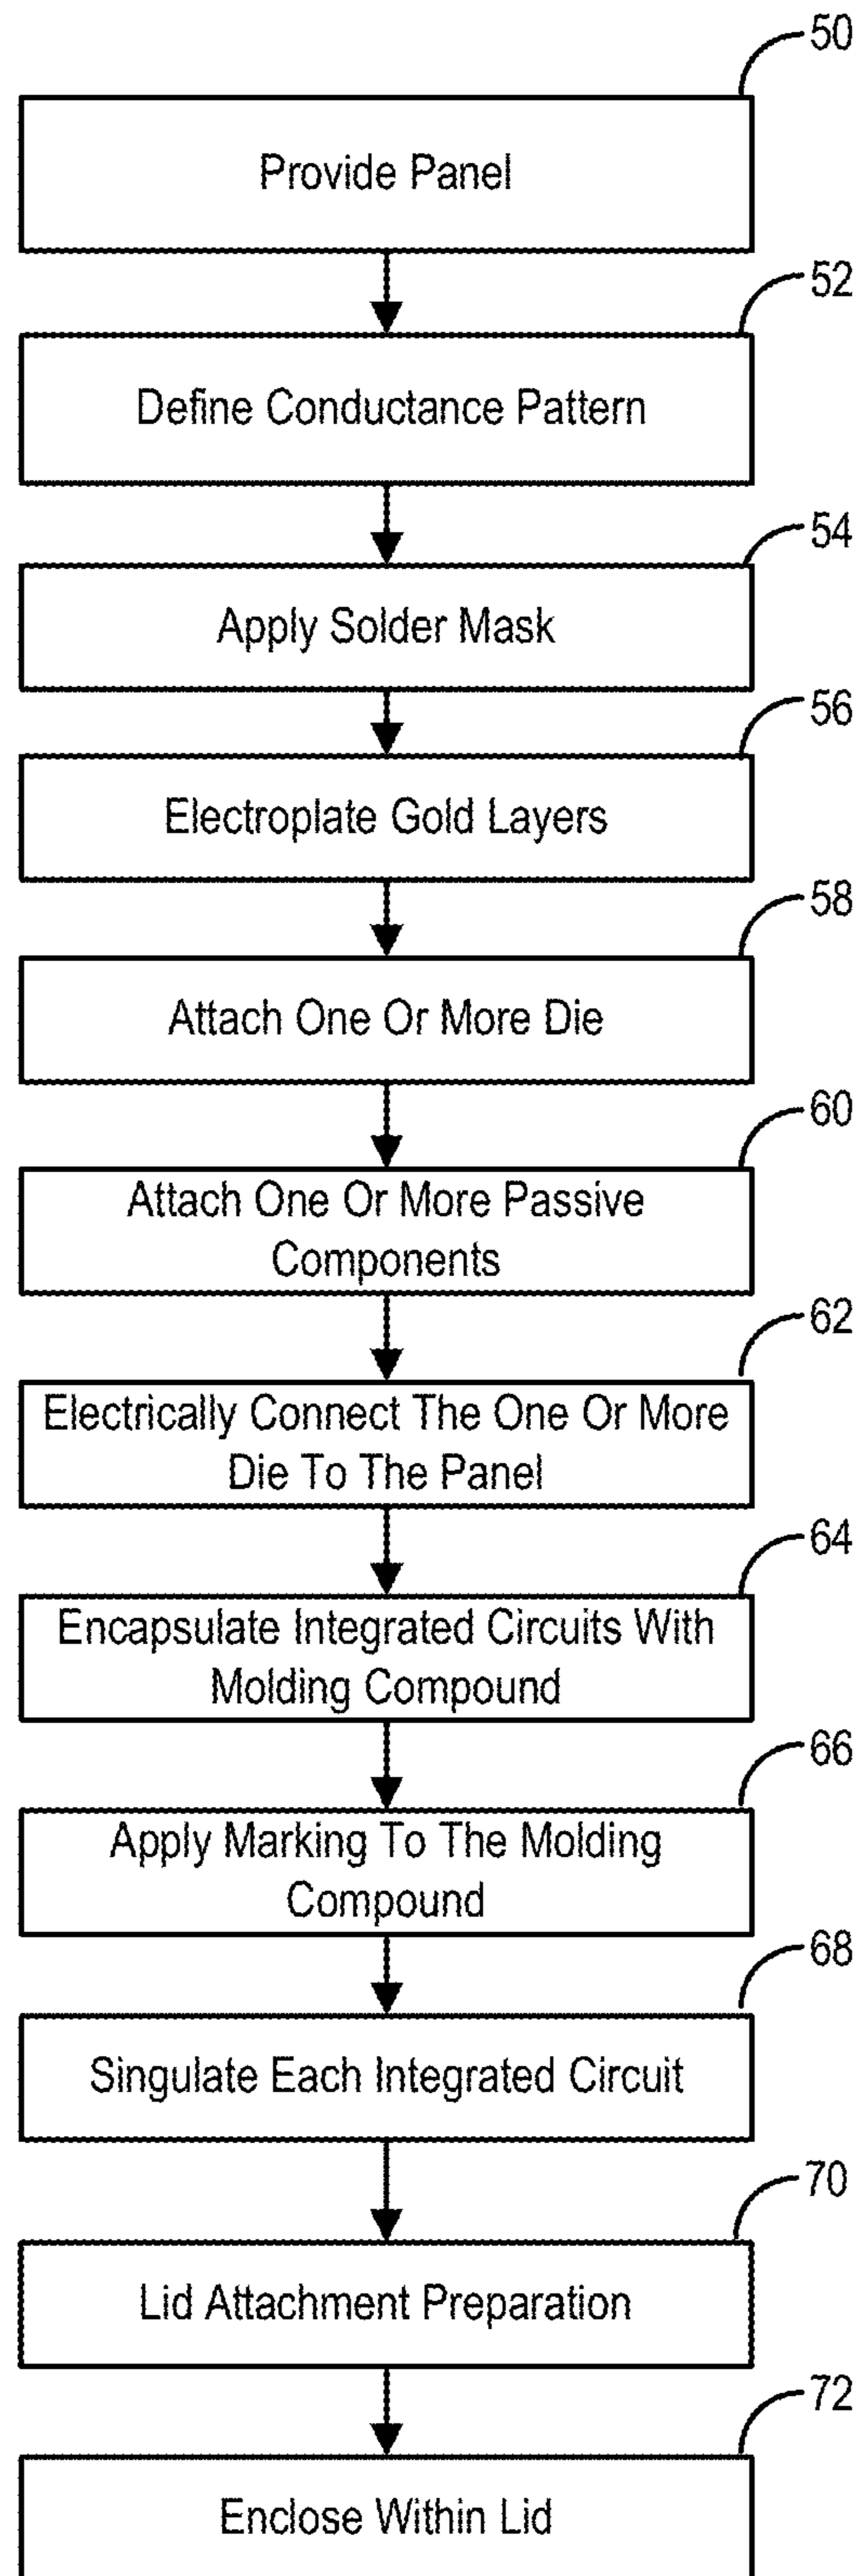 50
Provide Panel
52
Define Conductance Pattern
54
Apply Solder Mask
56
Electroplate Gold Layers
58
Attach One Or More Die
60
Attach One Or More Passive
Components
62
Electrically Connect The One Or More
Die To The Panel
64
Encapsulate Integrated Circuits With
Molding Compound
66
Apply Marking To The Molding
Compound
68
Singulate Each Integrated Circuit
70
Lid Attachment Preparation
72
Enclose Within Lid